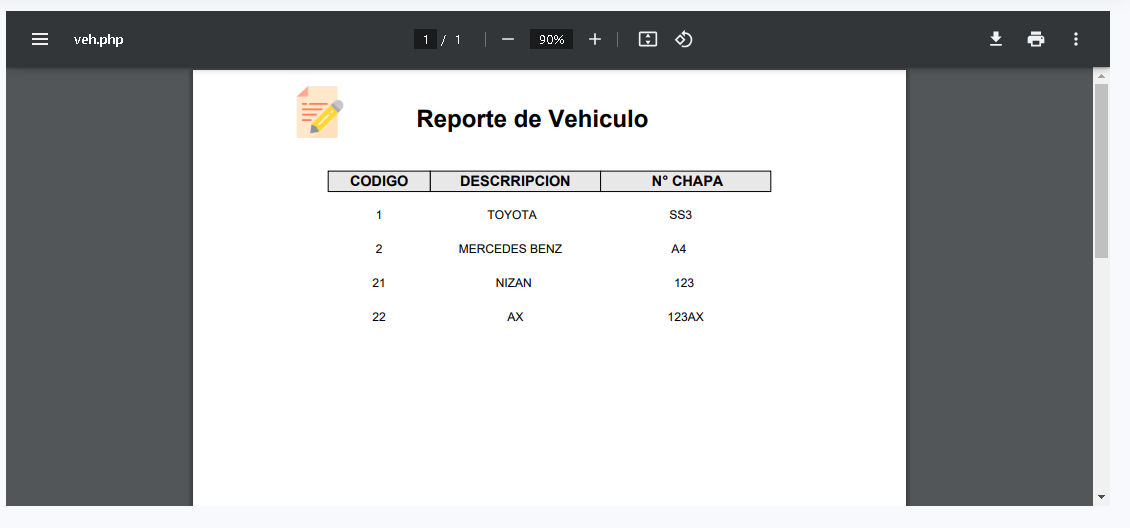 veh.php 1 / 1 90%
Reporte de Vehiculo
CODIGO DESCRRIPCION N° CHAPA
1 TOYOTA SS3
2 MERCEDES BENZ A4
21 NIZAN 123
22 AX 123AX